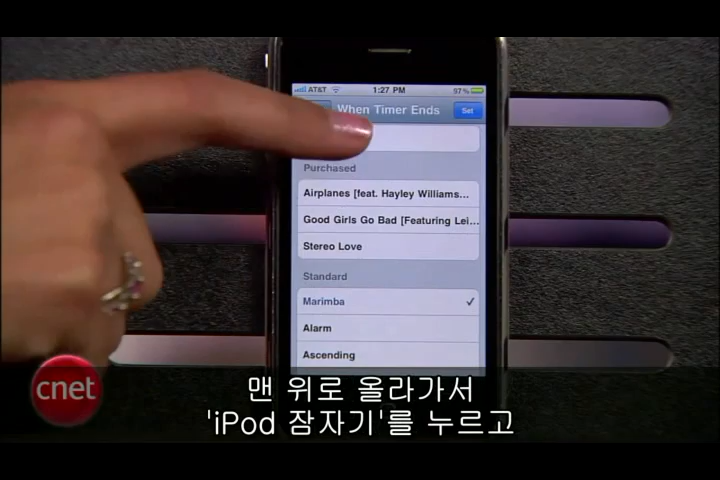 AT&T 1:27 PM 97%
When Timer Ends Set
Purchased
Airplanes [feat. Hayley Williams...
Good Girls Go Bad [Featuring Lei...
Stereo Love
Standard
Marimba
Alarm
Ascending
cnet
맨 위로 올라가서
'iPod 잠자기'를 누르고